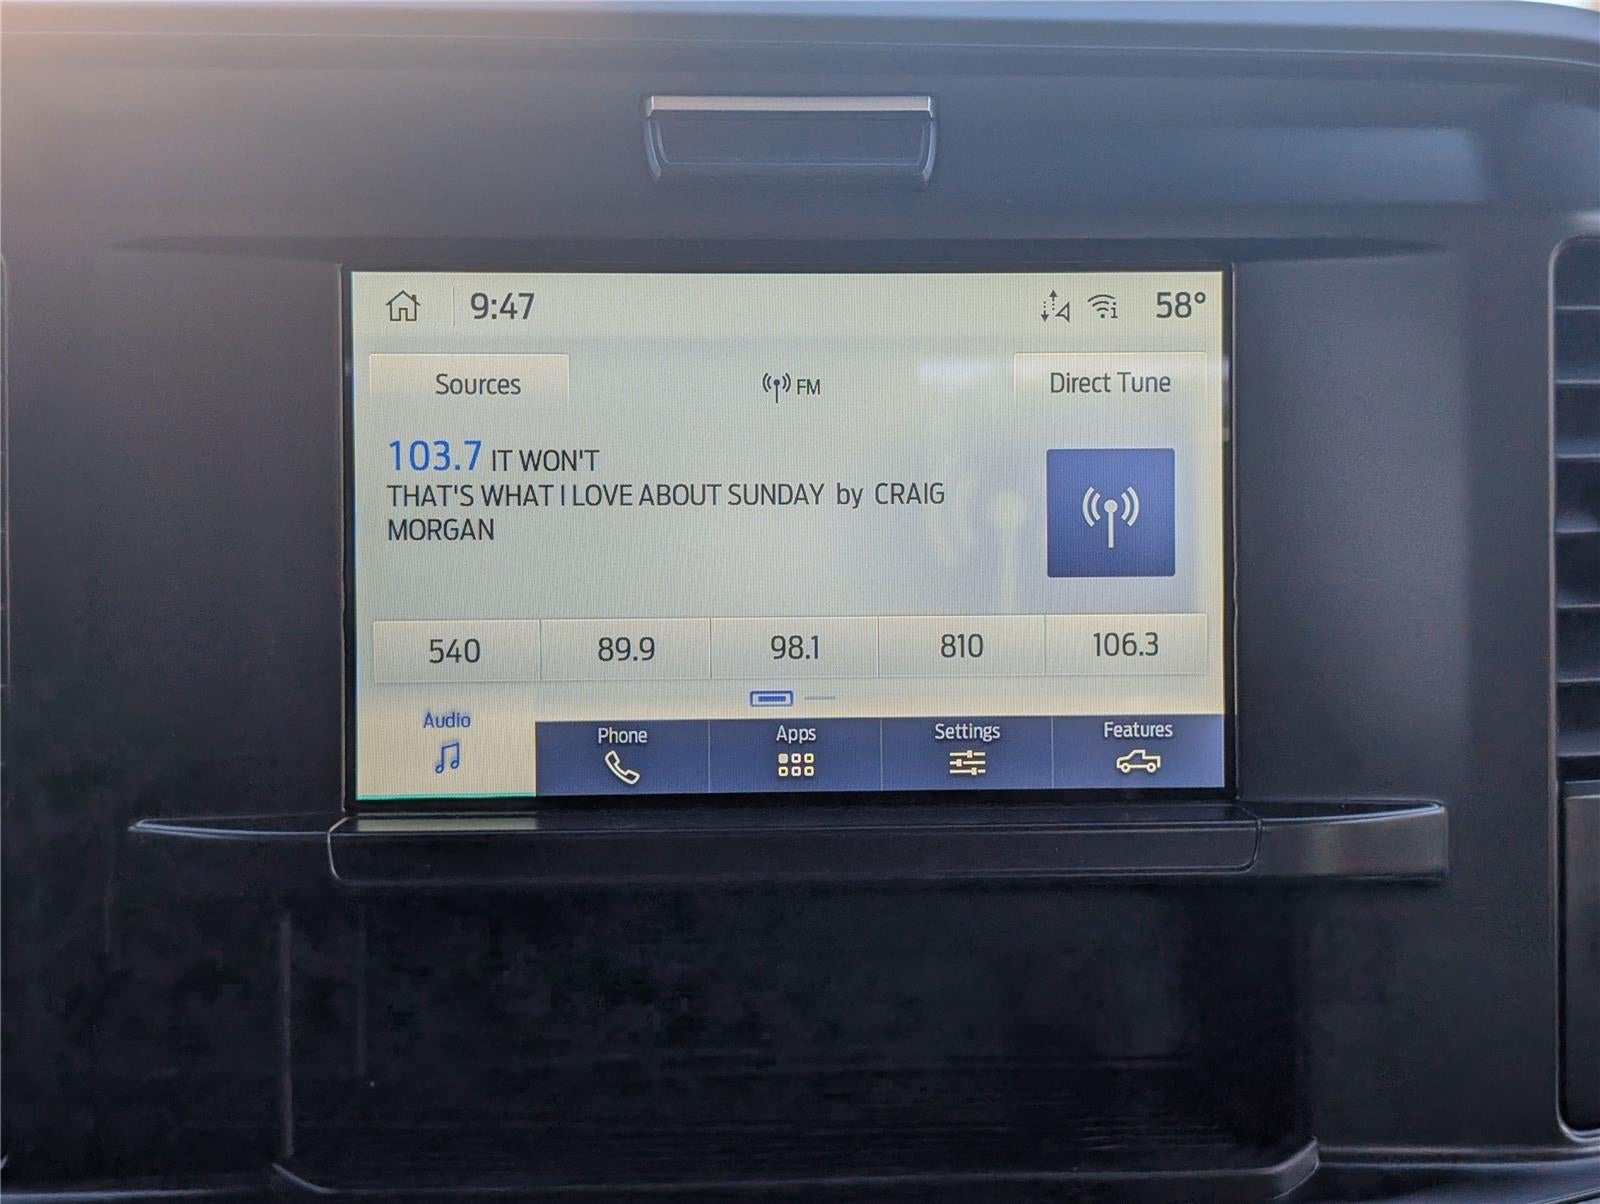 9:47 58°
Sources FM Direct Tune
103.7 IT WON'T
THAT'S WHAT I LOVE ABOUT SUNDAY by CRAIG
MORGAN
540 89.9 98.1 810 106.3
Audio Phone Apps Settings Features